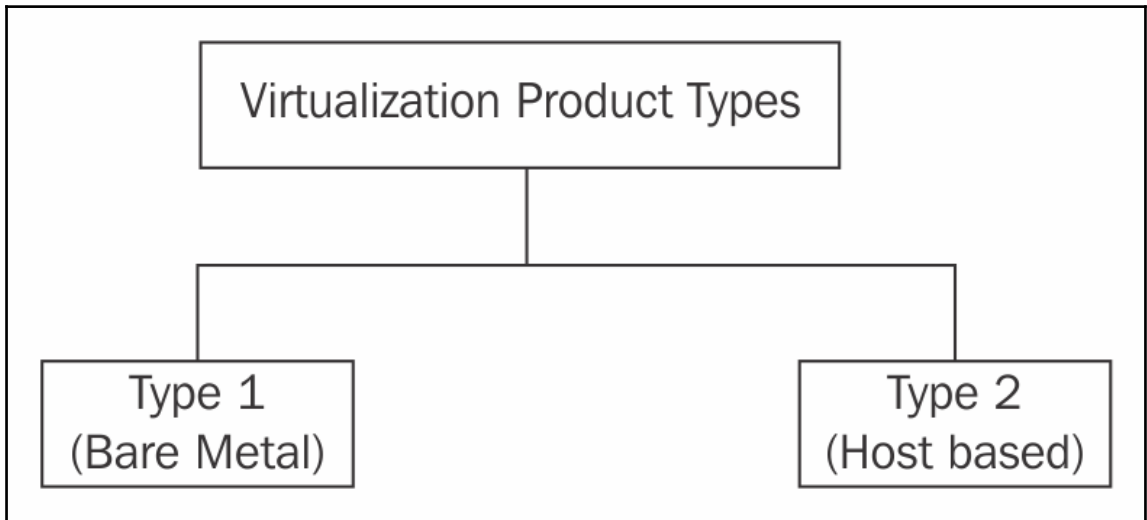 Virtualization Product Types
Type 1
(Bare Metal)
Type 2
(Host based)